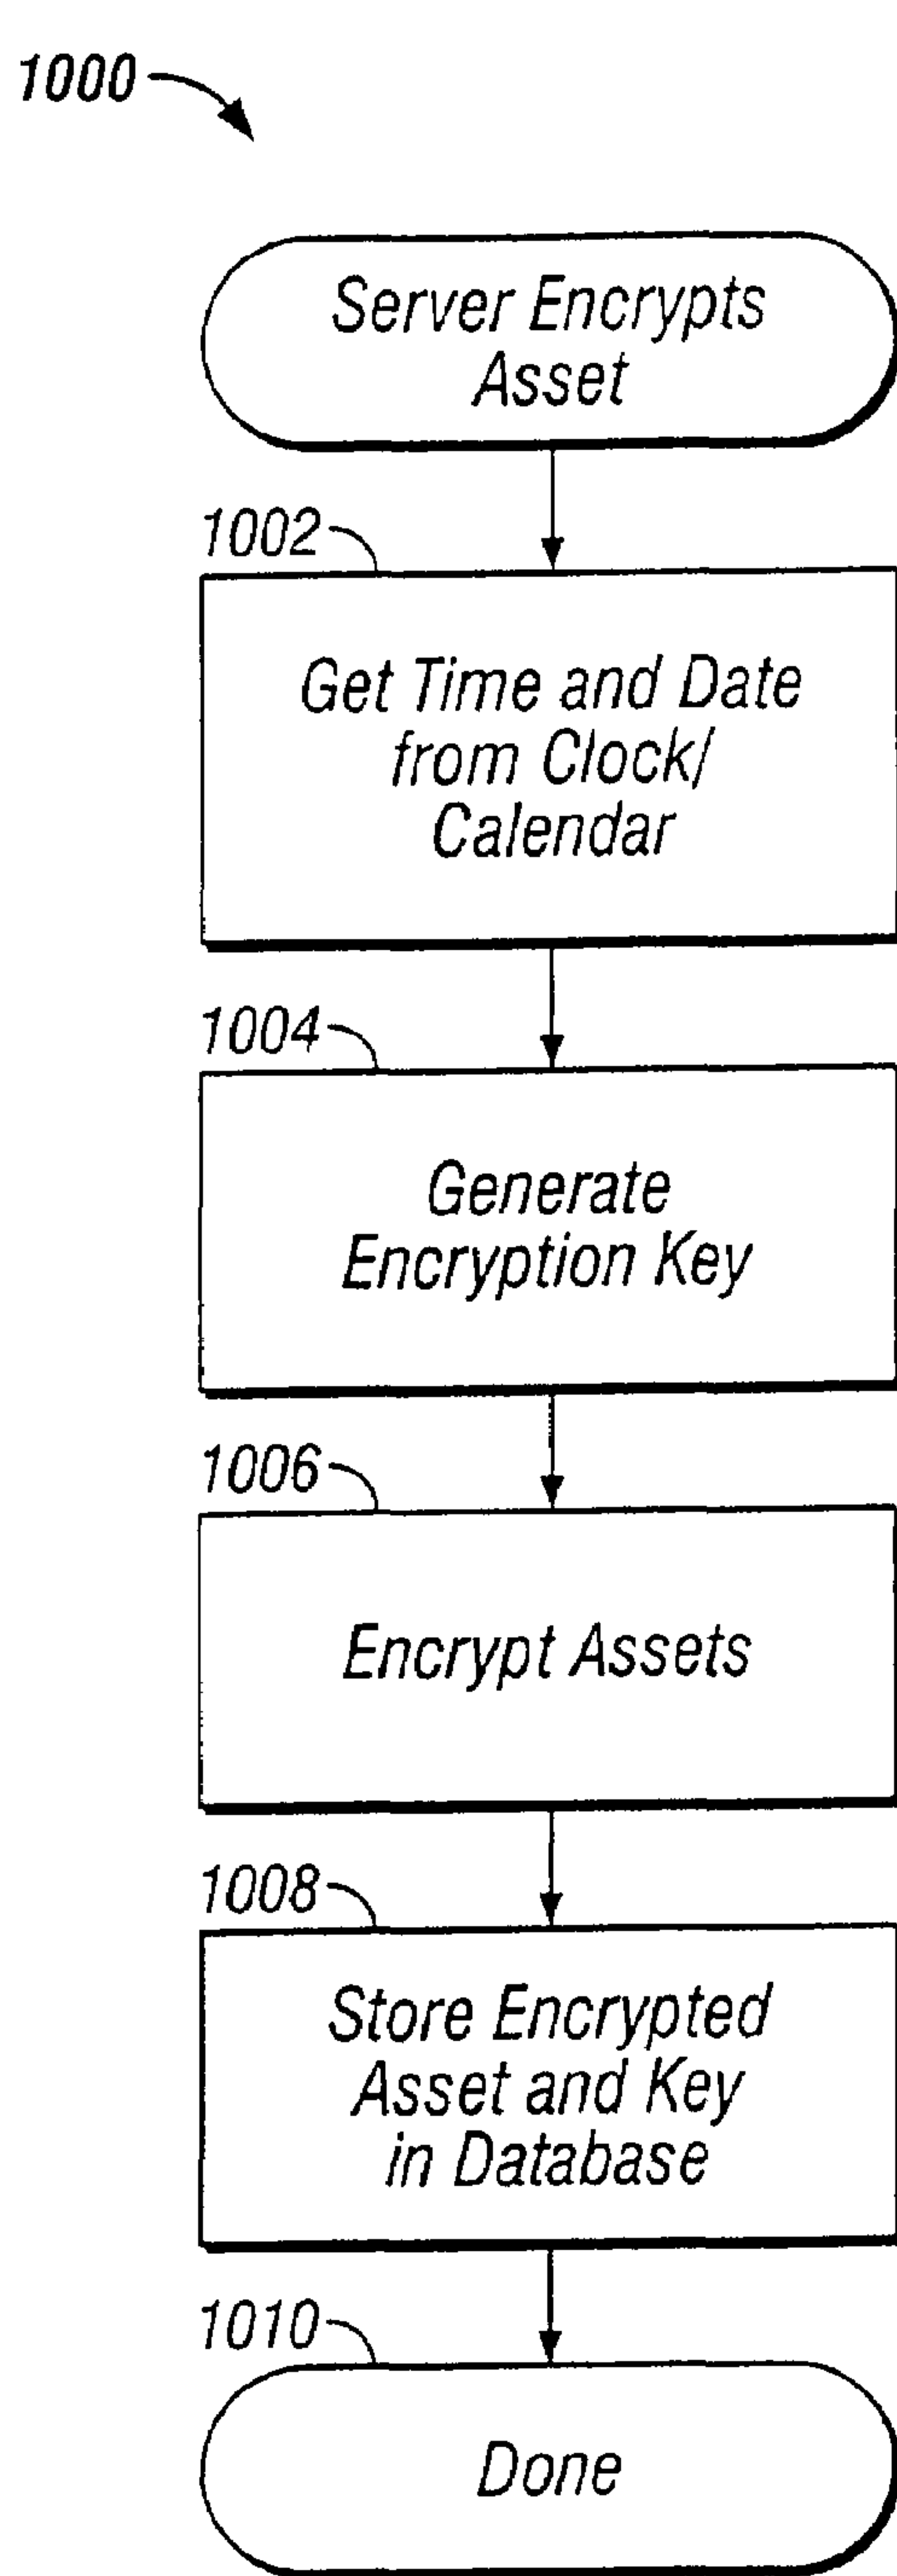 1000
Server Encrypts
Asset
1002
Get Time and Date
from Clock/
Calendar
1004
Generate
Encryption Key
1006
Encrypt Assets
1008
Store Encrypted
Asset and Key
in Database
1010
Done